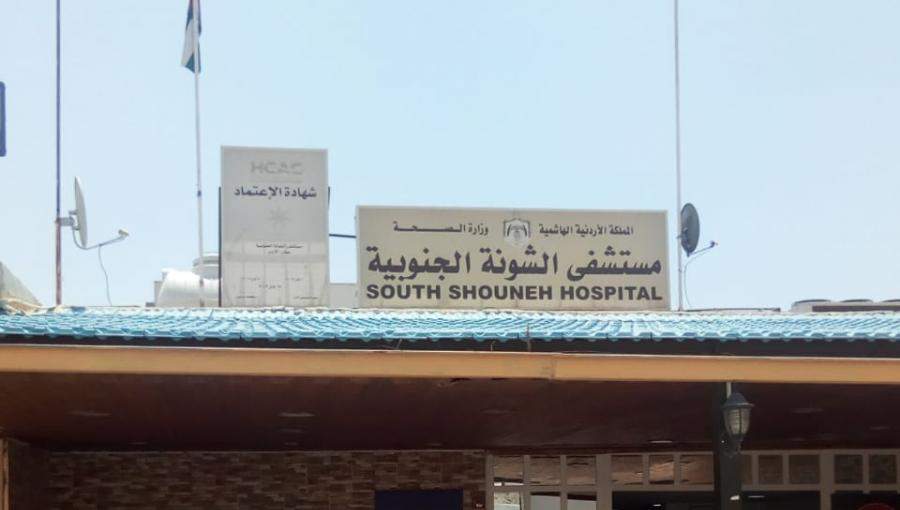 HCAC
شهادة الإعتماد
المملكة الأردنية الهاشمية
وزارة الصحة
مستشفى الشونة الجنوبية
SOUTH SHOUNEH HOSPITAL